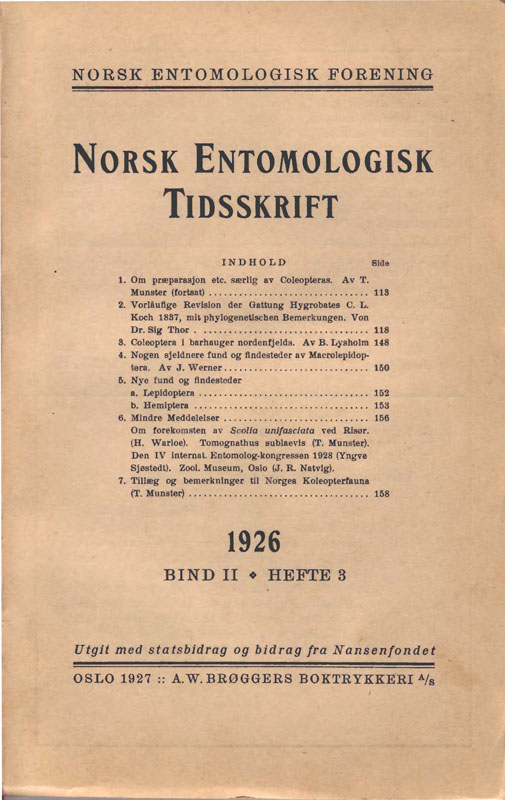 NORSK ENTOMOLOGISK FORENING
NORSK ENTOMOLOGISK
TIDSSKRIFT
INDHOLD Side
1. Om præparasjon etc. særlig av Coleopteras. Av T.
Munster (fortsat) 113
2. Vorläufige Revision der Gattung Hygrobates C. L.
Koch 1837, mit phylogenetischen Bemerkungen. Von
Dr. Sig Thor 118
3. Coleoptera i barhauger nordenfjelds. Av B. Lysholm 148
4. Nogen sjeldnere fund og findesteder av Macrolepidop-
tera. Av J. Werner 150
5. Nye fund og findesteder
a. Lepidoptera 152
b. Hemiptera 153
6. Mindre Meddelelser 156
Om forekomsten av Scolia unifasciata ved Risør.
(H. Warloe). Tomognathus sublaevis (T. Munster).
Den IV internat. Entomolog-kongressen 1928 (Yngve
Sjøstedt). Zool. Museum, Oslo (J. R. Natvig).
7. Tillæg og bemerkninger til Norges Koleopterfauna
(T. Munster) 158
1926
BIND II ◆ HEFTE 3
Utgit med statsbidrag og bidrag fra Nansenfondet
OSLO 1927 :: A.W. BRØGGERS BOKTRYKKERI A/s